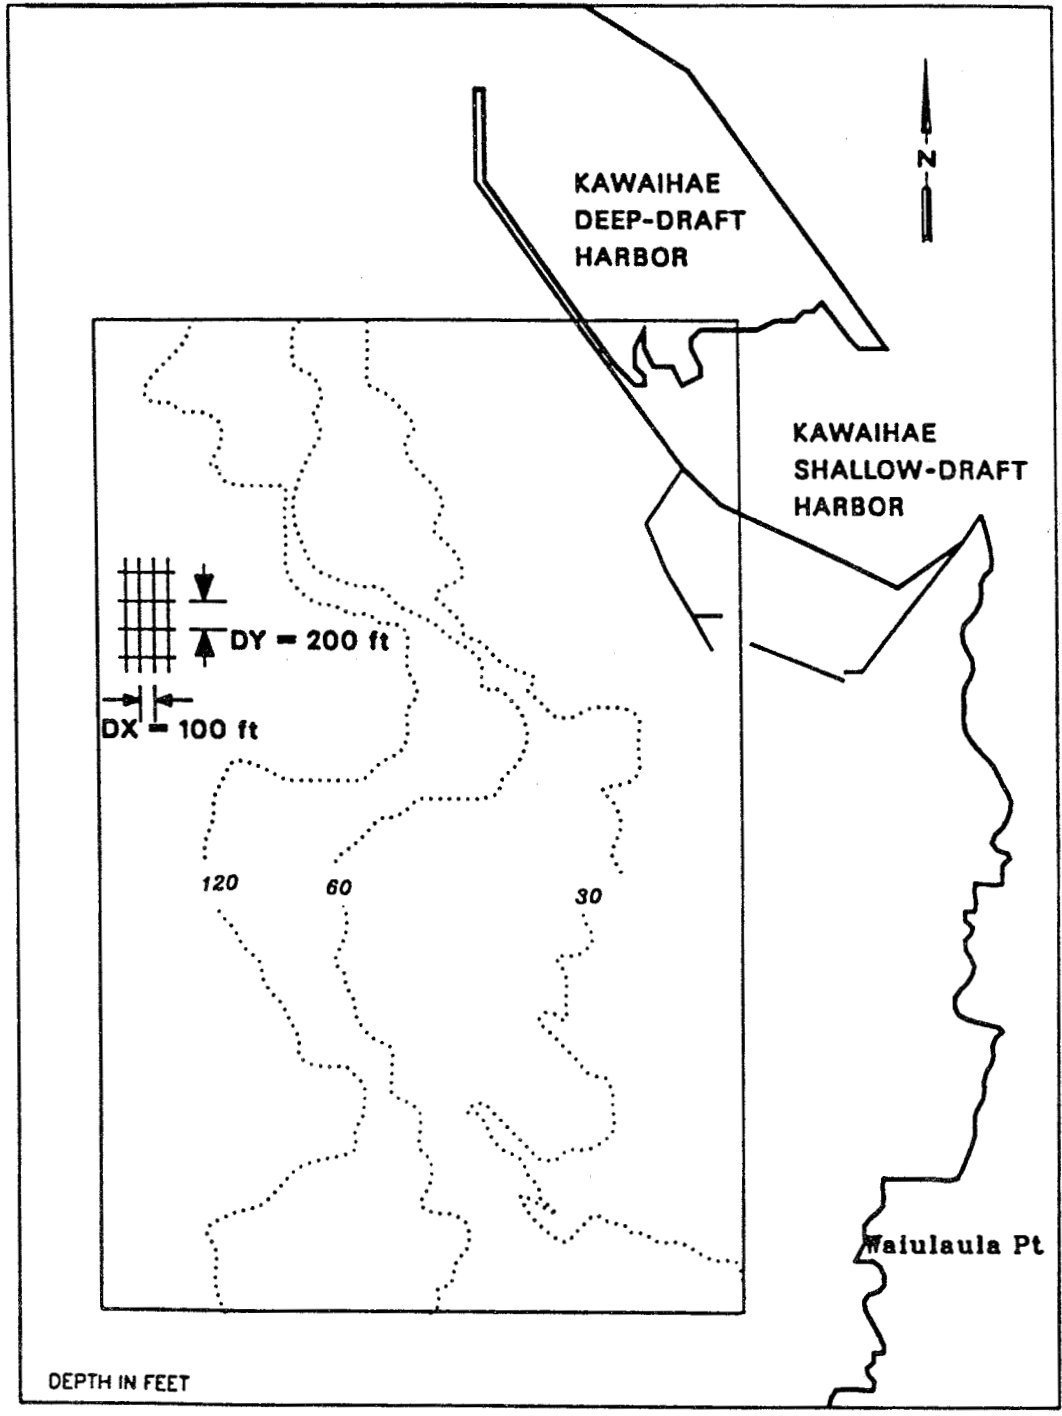 KAWAIHAE
DEEP-DRAFT
HARBOR
N
KAWAIHAE
SHALLOW-DRAFT
HARBOR
DY = 200 ft
DX = 100 ft
120
60
30
Waiulaula Pt
DEPTH IN FEET